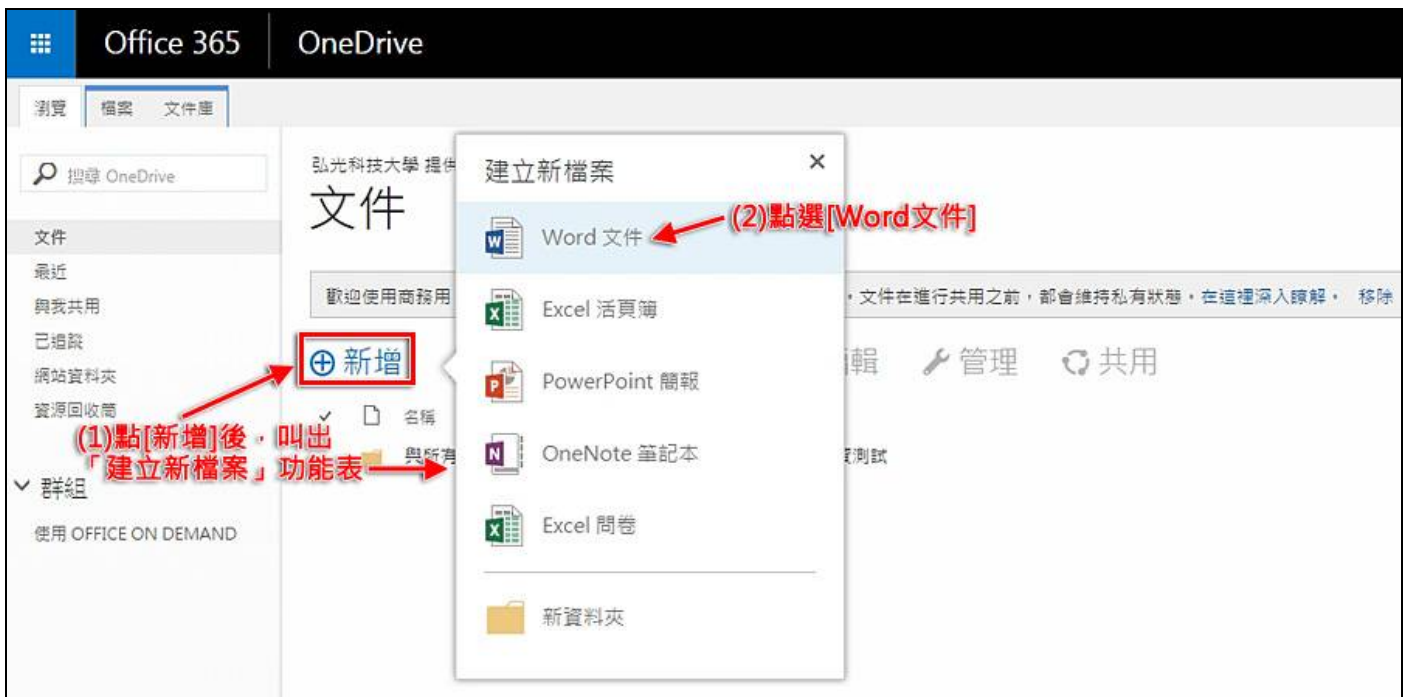 Office 365 OneDrive
瀏覽 檔案 文件庫
搜尋 OneDrive
文件
最近
與我共用
已追蹤
網站資料夾
資源回收筒
群組
使用 OFFICE ON DEMAND
弘光科技大學 提供
文件
歡迎使用商務用
,文件在進行共用之前,都會維持私有狀態。在這裡深入瞭解。 移除
新增
輯 管理 共用
名稱
與所有
測試
建立新檔案
Word 文件
Excel 活頁簿
PowerPoint 簡報
OneNote 筆記本
Excel 問卷
新資料夾
(1)點[新增]後,叫出
「建立新檔案」功能表
(2)點選[Word文件]